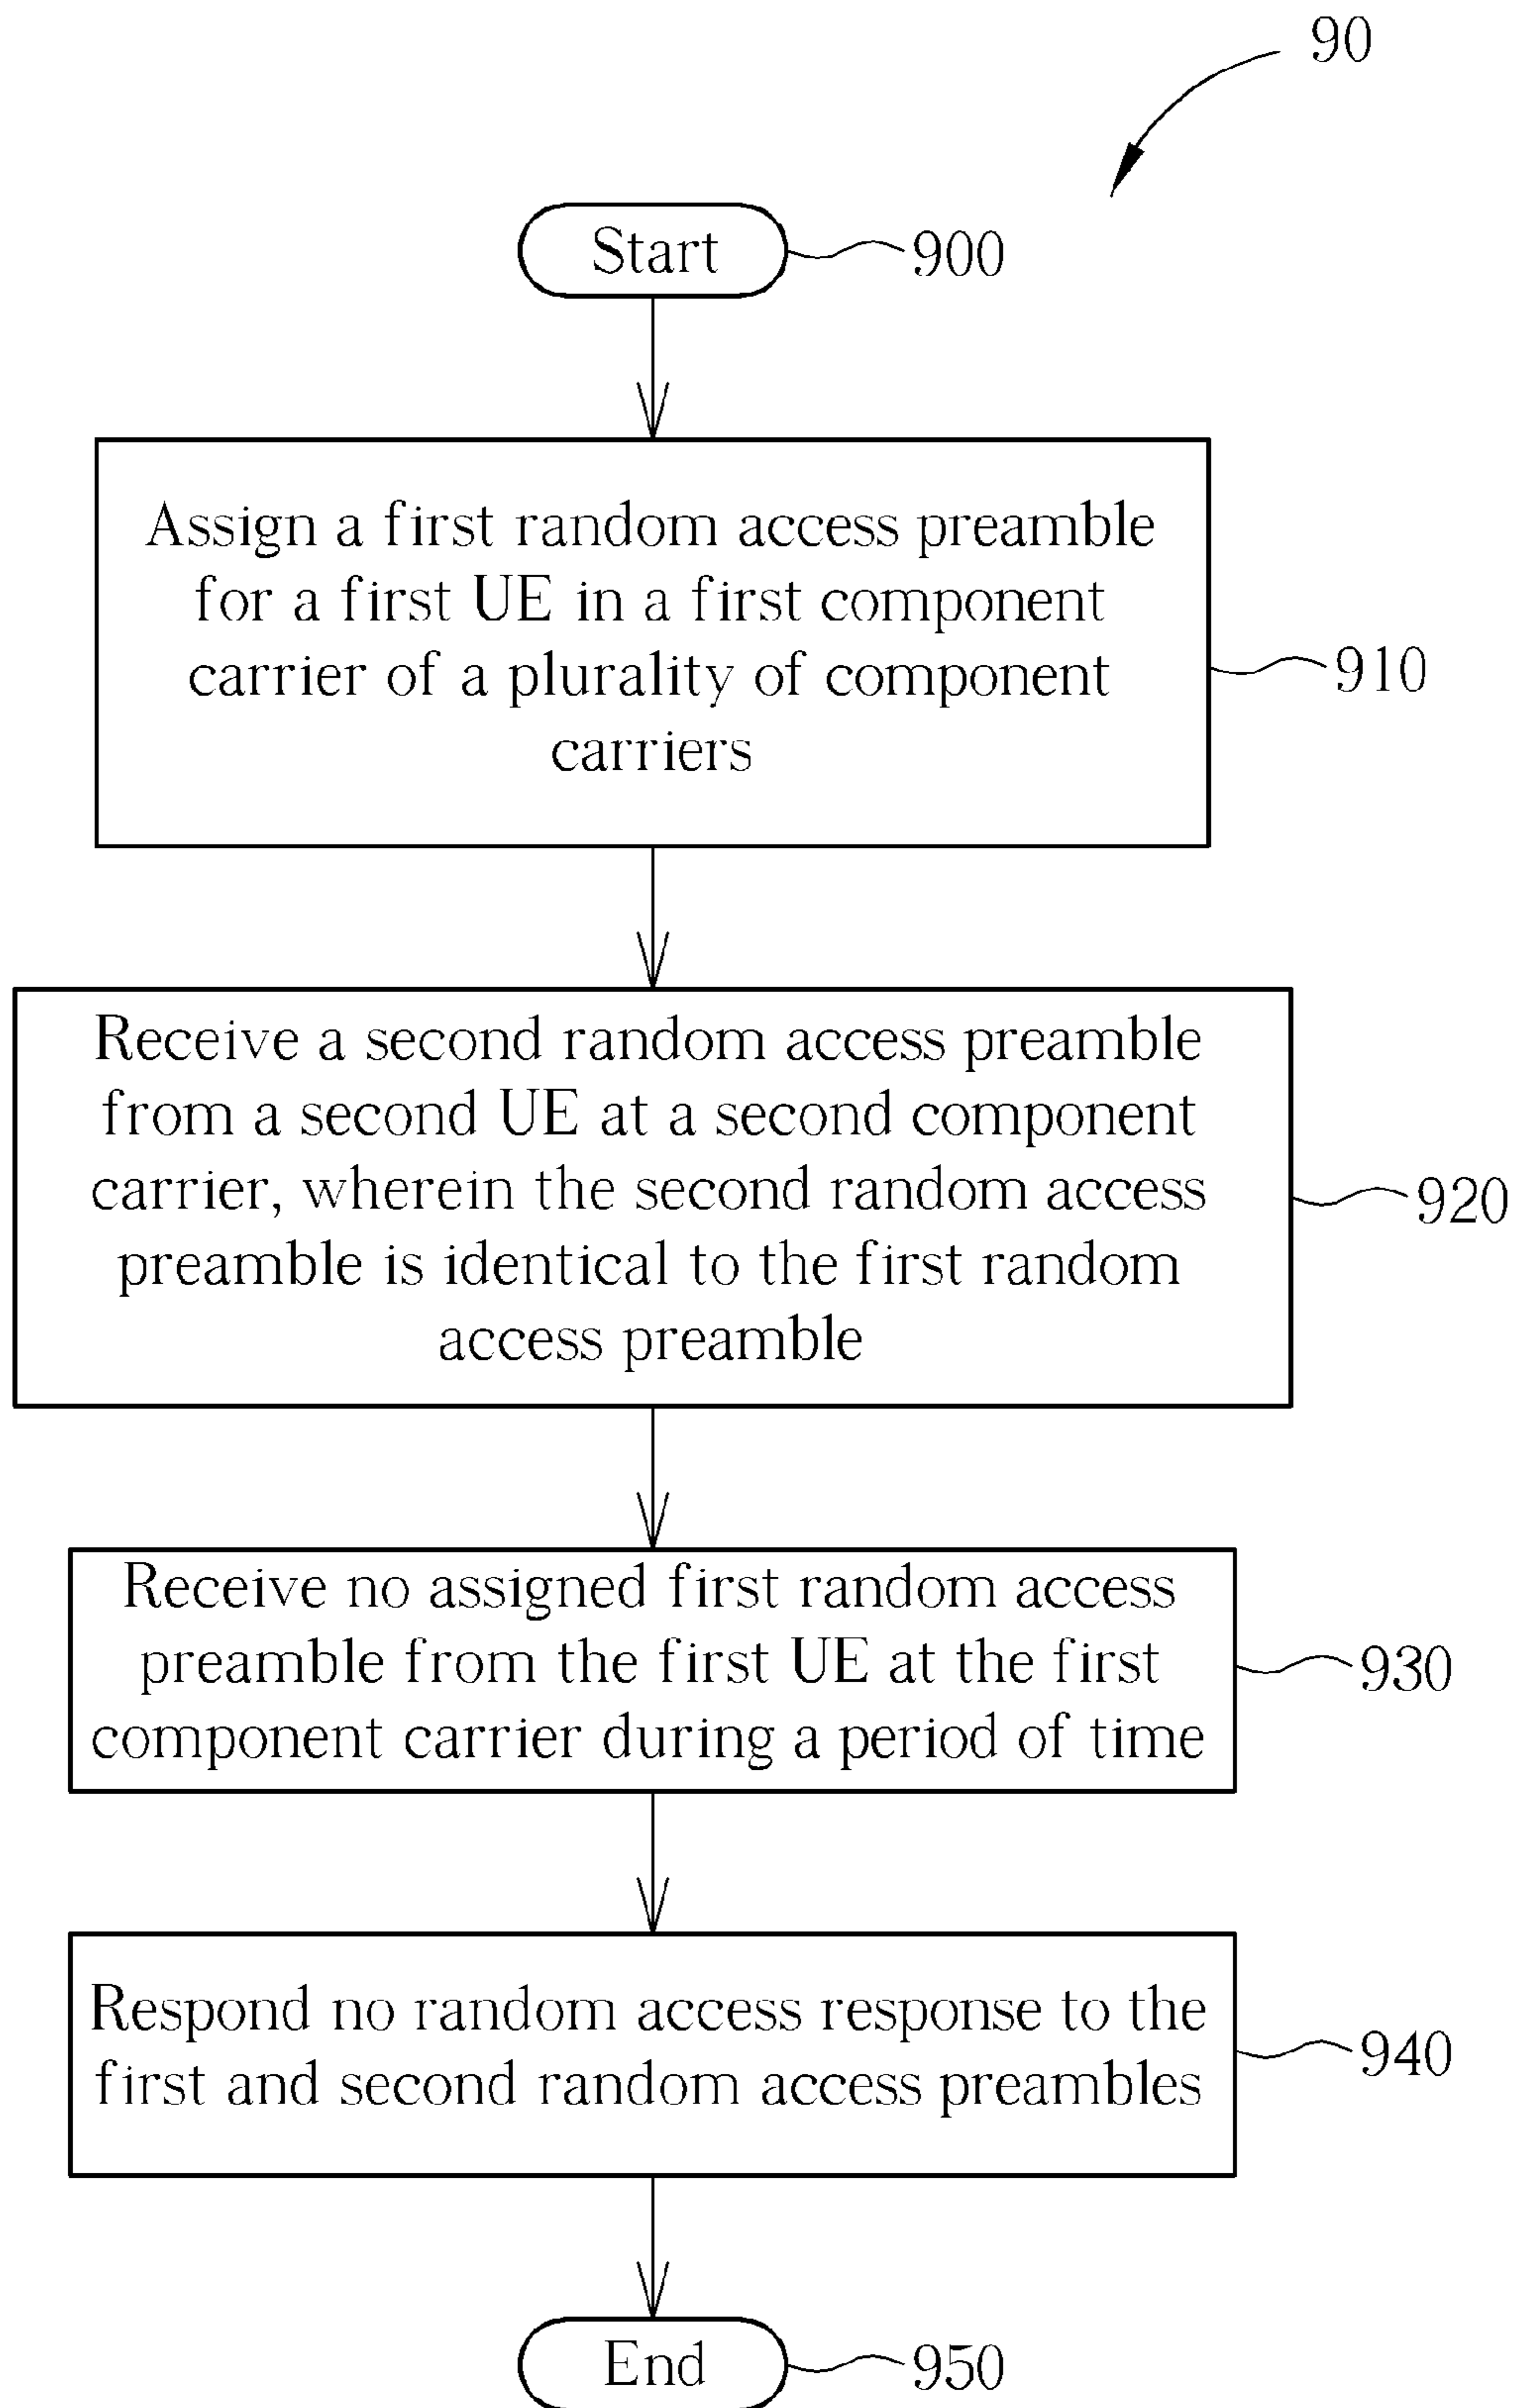 90
Start
900
Assign a first random access preamble
for a first UE in a first component
carrier of a plurality of component
carriers
910
Receive a second random access preamble
from a second UE at a second component
carrier, wherein the second random access
preamble is identical to the first random
access preamble
920
Receive no assigned first random access
preamble from the first UE at the first
component carrier during a period of time
930
Respond no random access response to the
first and second random access preambles
940
End
950